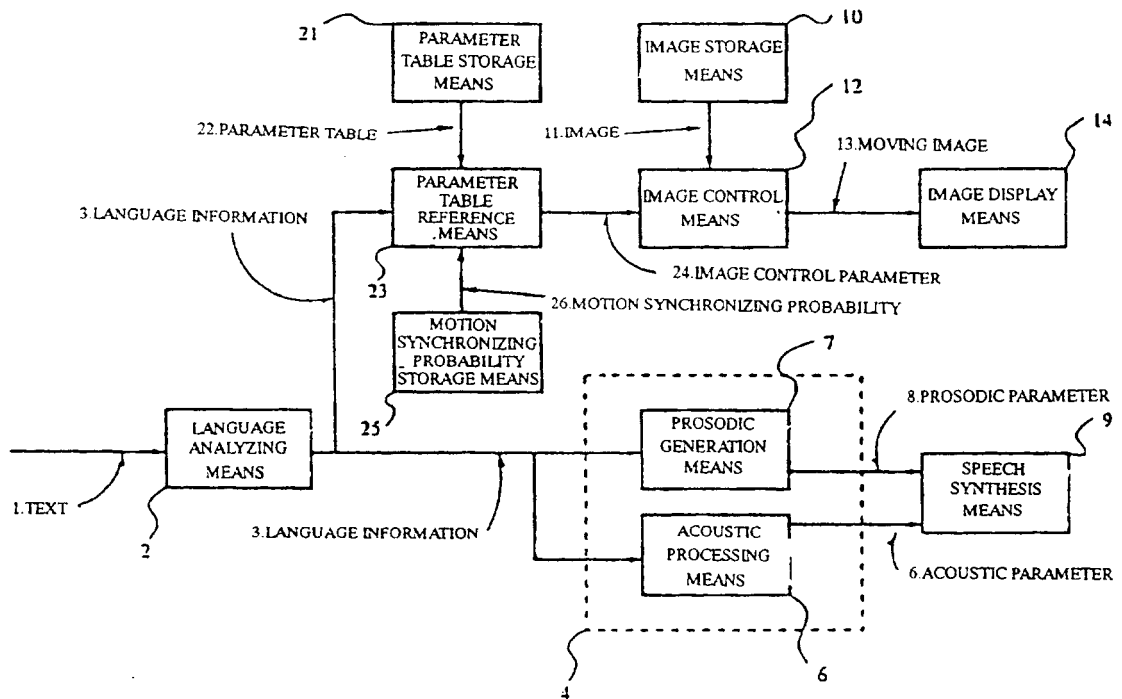 21
PARAMETER
TABLE STORAGE
MEANS
10
IMAGE STORAGE
MEANS
12
22.PARAMETER TABLE
11.IMAGE
13.MOVING IMAGE
14
3.LANGUAGE INFORMATION
PARAMETER
TABLE
REFERENCE
MEANS
IMAGE CONTROL
MEANS
IMAGE DISPLAY
MEANS
23
24.IMAGE CONTROL PARAMETER
26.MOTION SYNCHRONIZING PROBABILITY
MOTION
SYNCHRONIZING
PROBABILITY
STORAGE MEANS
25
7
8.PROSODIC PARAMETER
9
LANGUAGE
ANALYZING
MEANS
PROSODIC
GENERATION
MEANS
SPEECH
SYNTHESIS
MEANS
1.TEXT
2
3.LANGUAGE INFORMATION
ACOUSTIC
PROCESSING
MEANS
6.ACOUSTIC PARAMETER
4
6